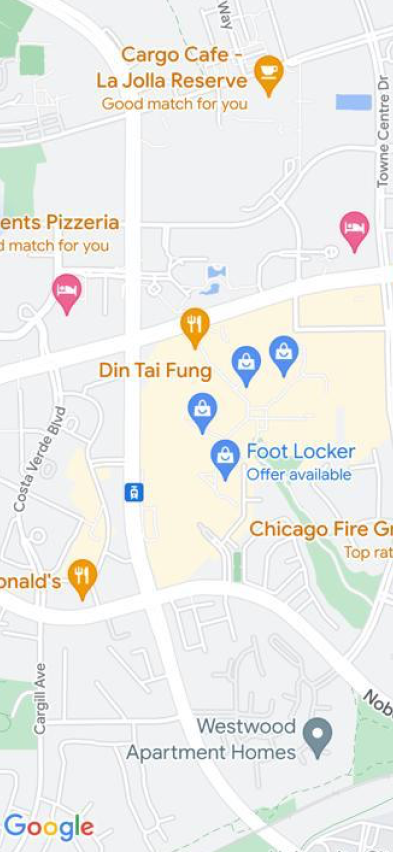 Way
Cargo Cafe -
La Jolla Reserve
Good match for you
Towne Centre Dr
ents Pizzeria
d match for you
Din Tai Fung
Costa Verde Blvd
Foot Locker
Offer available
Chicago Fire Gr
Top rat
onald's
Cargill Ave
Nob
Westwood
Apartment Homes
Google